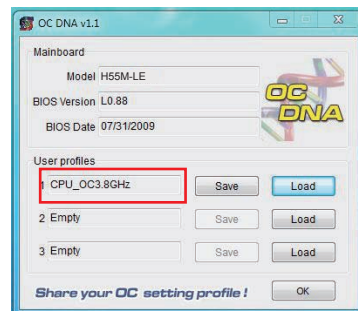 OC DNA v1.1
Mainboard
Model H55M-LE
BIOS Version L0.88
BIOS Date 07/31/2009
OC DNA
User profiles
1 CPU_OC3.8GHz Save Load
2 Empty Save Load
3 Empty Save Load
Share your OC setting profile! OK